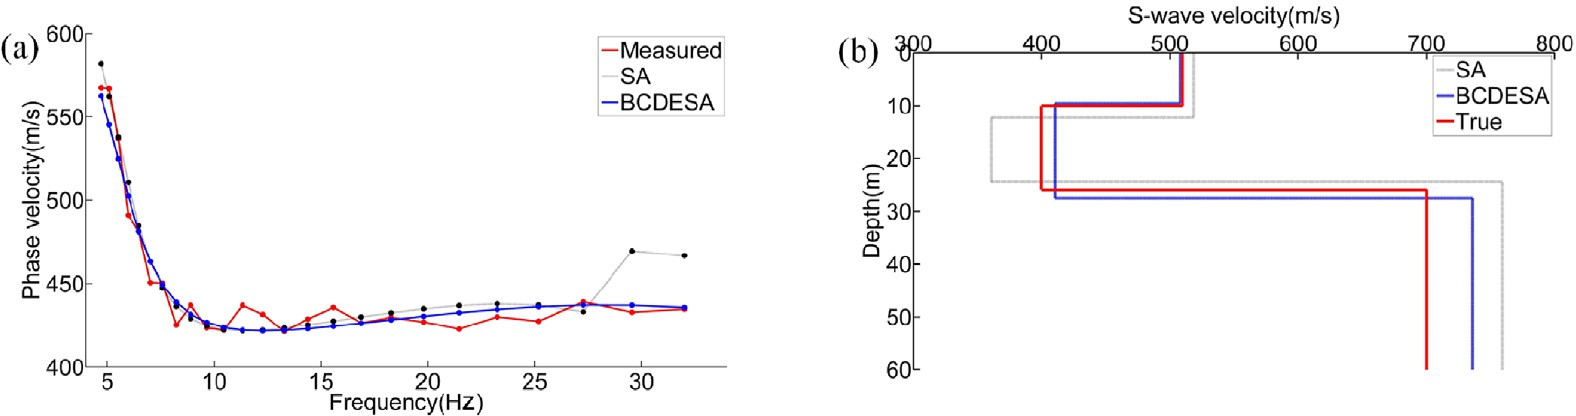 (a)
600
550
500
450
400
Phase velocity(m/s)
Measured
SA
BCDESA
5 10 15 20 25 30
Frequency(Hz)
(b)
S-wave velocity(m/s)
300 400 500 600 700 800
0
10
20
30
40
50
60
Depth(m)
SA
BCDESA
True